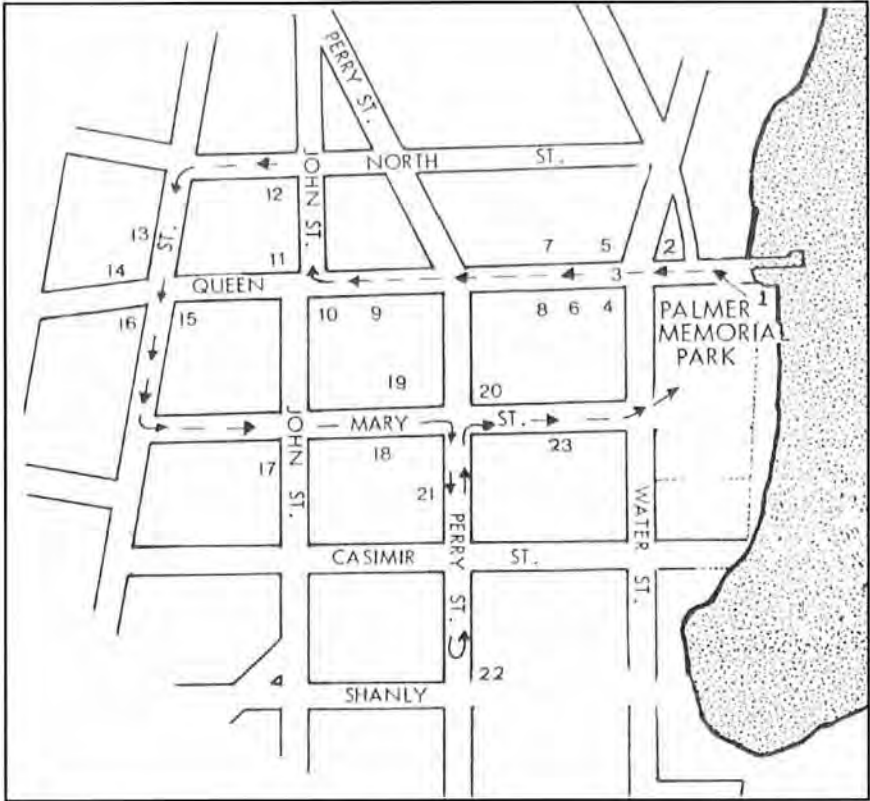 PERRY ST.
JOHN ST.
NORTH ST.
12
13
ST.
11
7
5
2
14
QUEEN
3
1
16
15
10
9
8
6
4
PALMER
MEMORIAL
PARK
19
20
JOHN ST.
MARY ST.
17
18
23
21
PERRY ST.
WATER ST.
CASIMIR ST.
22
SHANLY